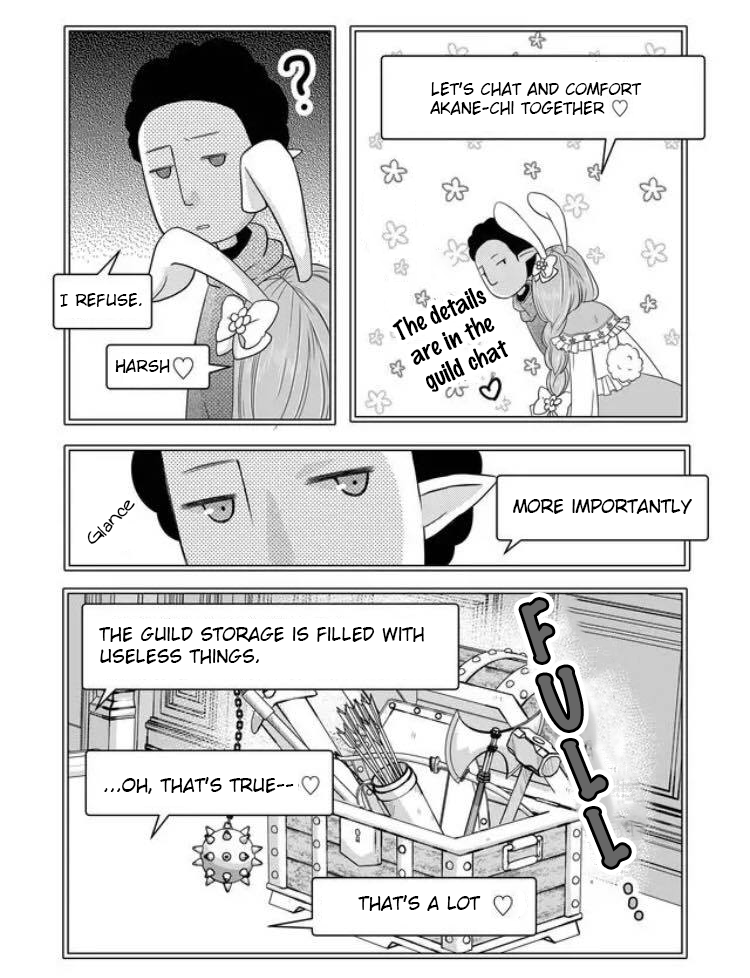 ?
I REFUSE.
HARSH♡
LET'S CHAT AND COMFORT
AKANE-CHI TOGETHER ♡
The details
are in the
guild chat
♡
Glance
MORE IMPORTANTLY
THE GUILD STORAGE IS FILLED WITH
USELESS THINGS.
FULL...
...OH, THAT'S TRUE-- ♡
THAT'S A LOT ♡